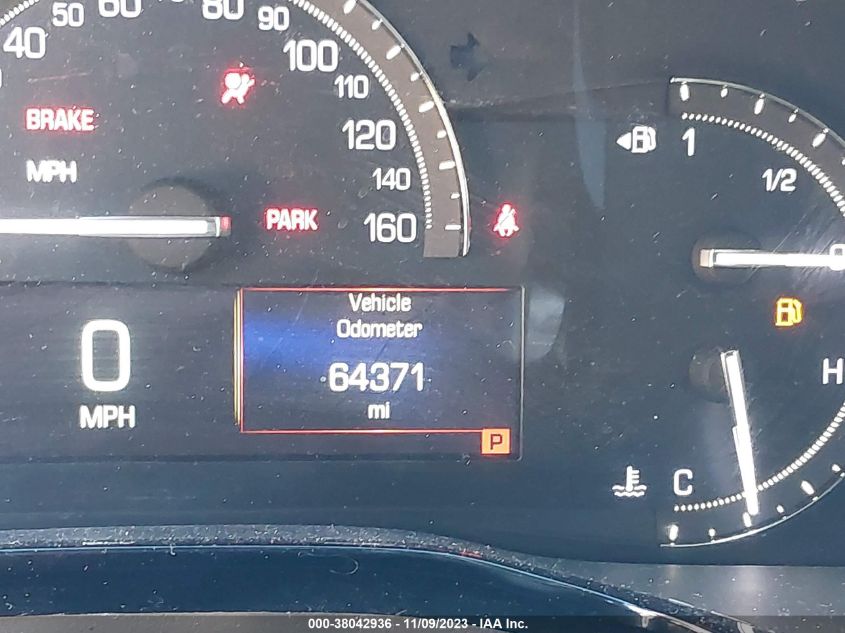 40 50 60 80 90 100 110 120 140 160
BRAKE
MPH
PARK
1
1/2
Vehicle
Odometer
64371
mi
0
MPH
P
H
C
000-38042936 - 11/09/2023 - IAA Inc.